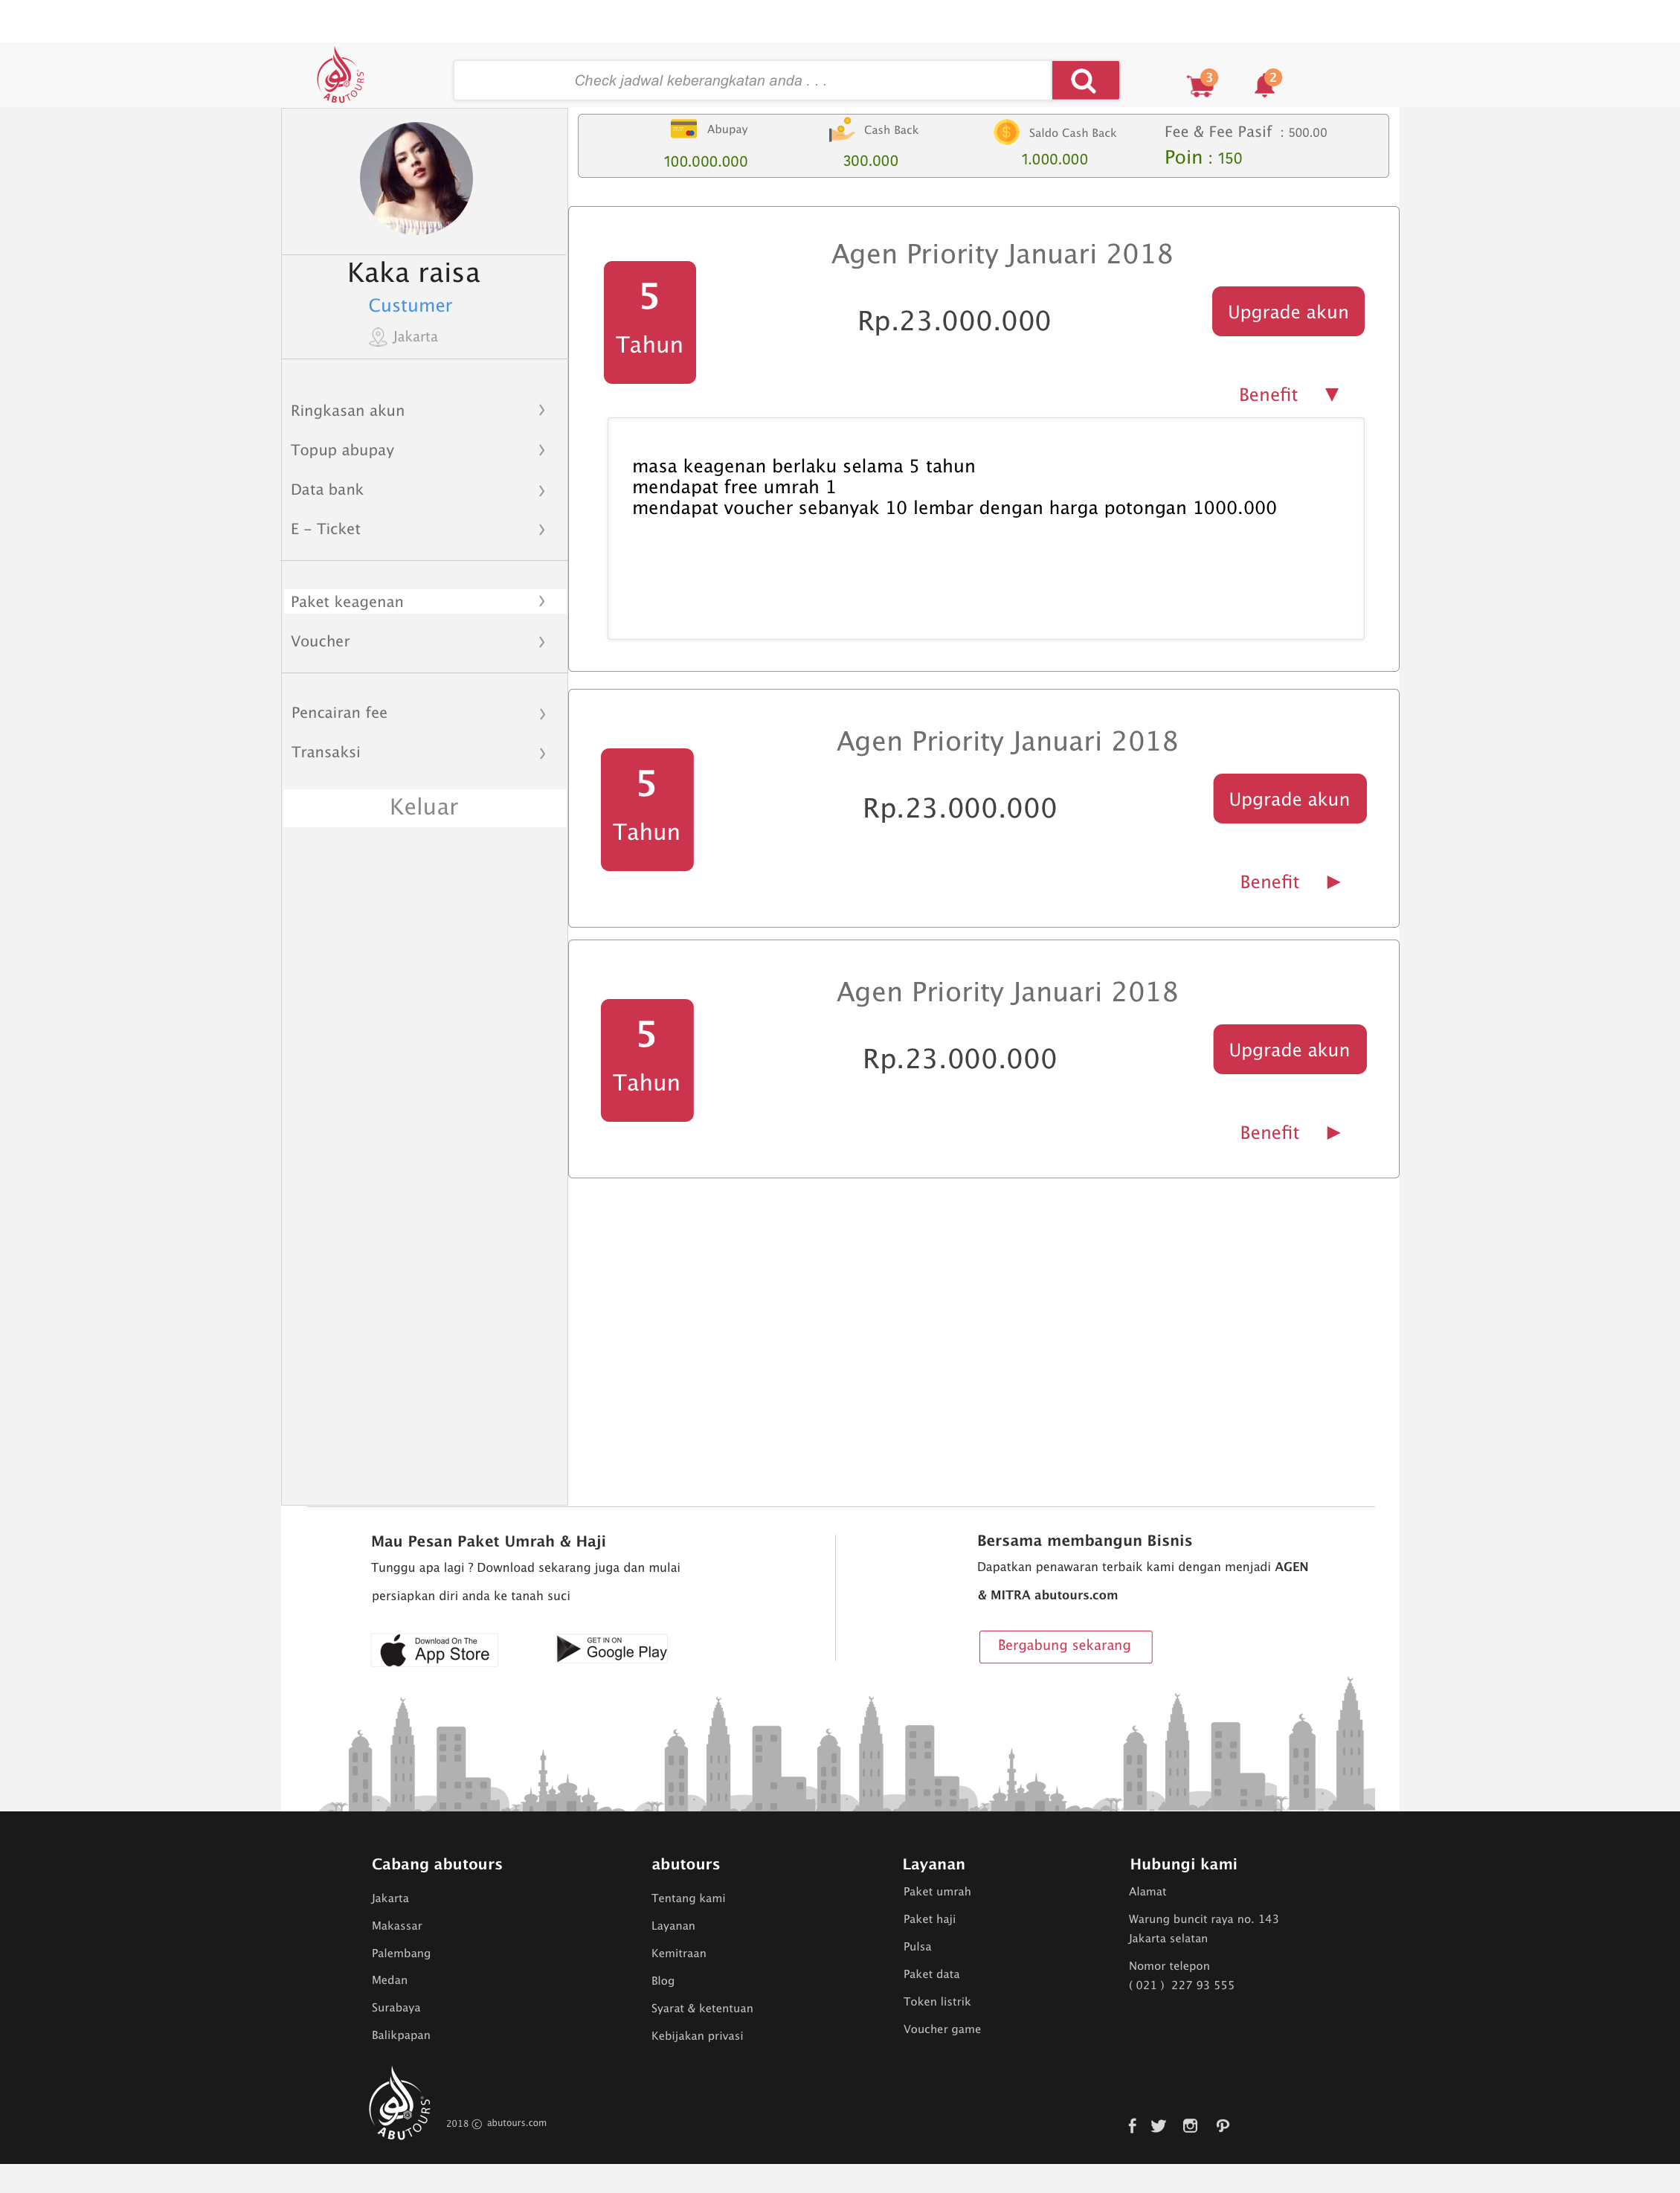 ABUTOURS
Check jadwal keberangkatan anda . . .
3
2
Kaka raisa
Custumer
Jakarta
Ringkasan akun
Topup abupay
Data bank
E - Ticket
Paket keagenan
Voucher
Pencairan fee
Transaksi
Keluar
Abupay
100.000.000
Cash Back
300.000
Saldo Cash Back
1.000.000
Fee & Fee Pasif : 500.00
Poin : 150
5
Tahun
Agen Priority Januari 2018
Rp.23.000.000
Upgrade akun
Benefit
masa keagenan berlaku selama 5 tahun
mendapat free umrah 1
mendapat voucher sebanyak 10 lembar dengan harga potongan 1000.000
5
Tahun
Agen Priority Januari 2018
Rp.23.000.000
Upgrade akun
Benefit
5
Tahun
Agen Priority Januari 2018
Rp.23.000.000
Upgrade akun
Benefit
Mau Pesan Paket Umrah & Haji
Tunggu apa lagi ? Download sekarang juga dan mulai
persiapkan diri anda ke tanah suci
Download On The
App Store
GET IN ON
Google Play
Bersama membangun Bisnis
Dapatkan penawaran terbaik kami dengan menjadi AGEN
& MITRA abutours.com
Bergabung sekarang
Cabang abutours
Jakarta
Makassar
Palembang
Medan
Surabaya
Balikpapan
abutours
Tentang kami
Layanan
Kemitraan
Blog
Syarat & ketentuan
Kebijakan privasi
Layanan
Paket umrah
Paket haji
Pulsa
Paket data
Token listrik
Voucher game
Hubungi kami
Alamat
Warung buncit raya no. 143
Jakarta selatan
Nomor telepon
( 021 ) 227 93 555
ABUTOURS
2018 © abutours.com